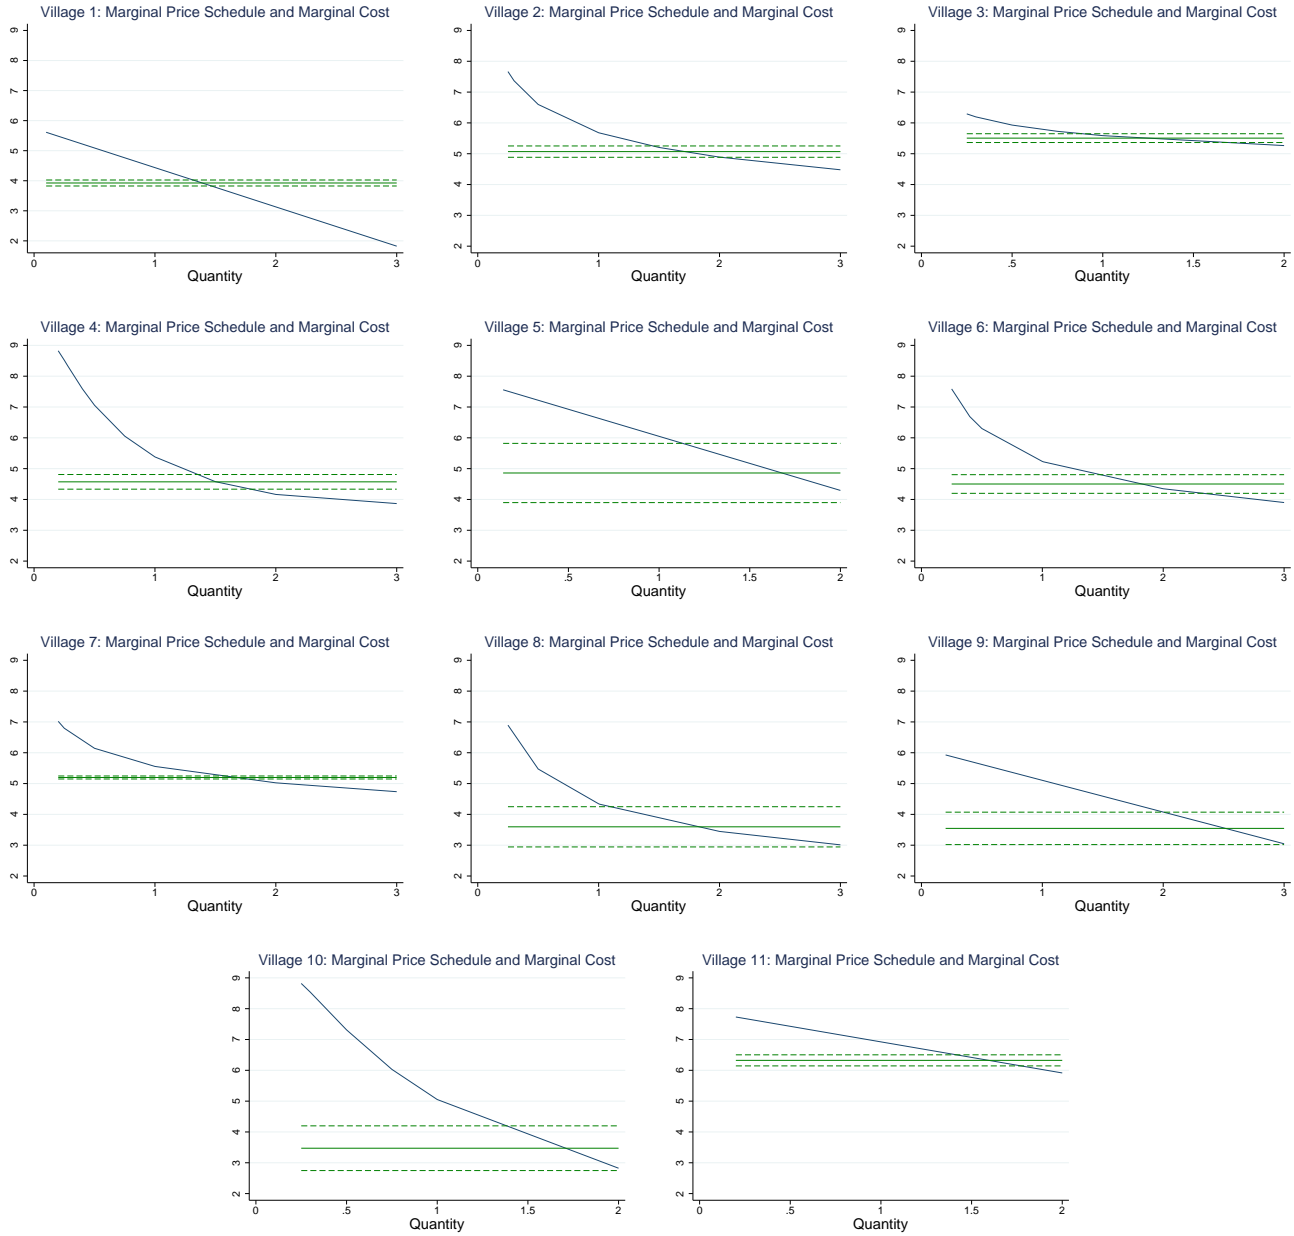 Village 1: Marginal Price Schedule and Marginal Cost
9
8
7
6
5
4
3
2
0 1 2 3
Quantity
Village 2: Marginal Price Schedule and Marginal Cost
9
8
7
6
5
4
3
2
0 1 2 3
Quantity
Village 3: Marginal Price Schedule and Marginal Cost
9
8
7
6
5
4
3
2
0 .5 1 1.5 2
Quantity
Village 4: Marginal Price Schedule and Marginal Cost
9
8
7
6
5
4
3
2
0 1 2 3
Quantity
Village 5: Marginal Price Schedule and Marginal Cost
9
8
7
6
5
4
3
2
0 .5 1 1.5 2
Quantity
Village 6: Marginal Price Schedule and Marginal Cost
9
8
7
6
5
4
3
2
0 1 2 3
Quantity
Village 7: Marginal Price Schedule and Marginal Cost
9
8
7
6
5
4
3
2
0 1 2 3
Quantity
Village 8: Marginal Price Schedule and Marginal Cost
9
8
7
6
5
4
3
2
0 1 2 3
Quantity
Village 9: Marginal Price Schedule and Marginal Cost
9
8
7
6
5
4
3
2
0 1 2 3
Quantity
Village 10: Marginal Price Schedule and Marginal Cost
9
8
7
6
5
4
3
2
0 .5 1 1.5 2
Quantity
Village 11: Marginal Price Schedule and Marginal Cost
9
8
7
6
5
4
3
2
0 .5 1 1.5 2
Quantity